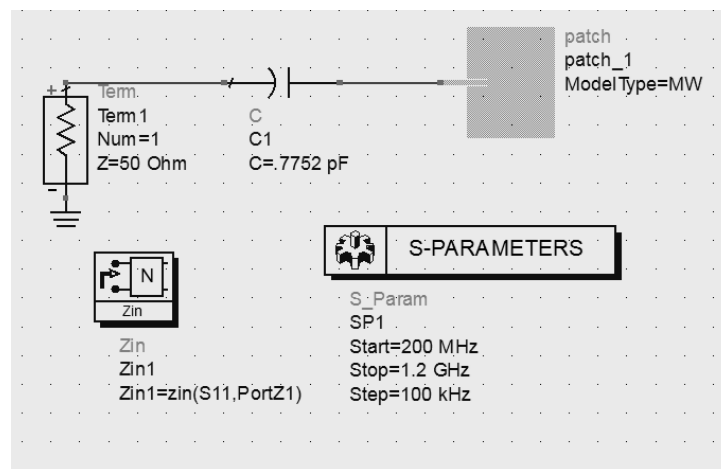 patch
patch_1
ModelType=MW
+
Term
Term1
Num=1
Z=50 Ohm
-
C
C1
C=.7752 pF
N
Zin
Zin
Zin1
Zin1=zin(S11,PortZ1)
S-PARAMETERS
S_Param
SP1
Start=200 MHz
Stop=1.2 GHz
Step=100 kHz